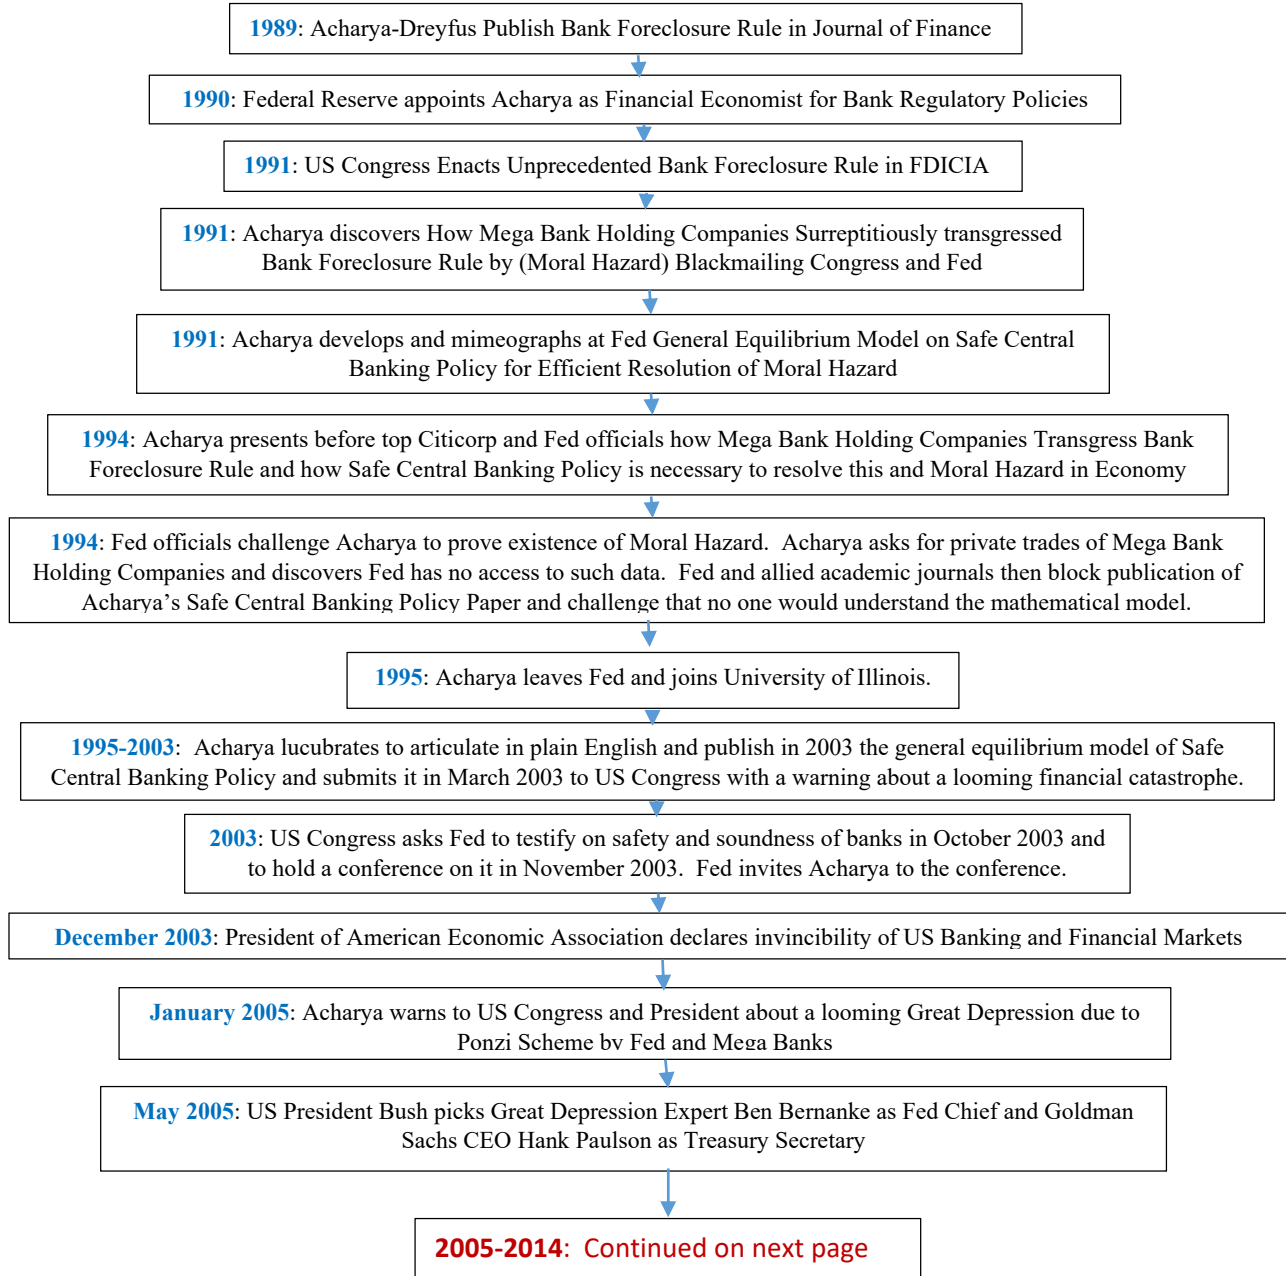 1989: Acharya-Dreyfus Publish Bank Foreclosure Rule in Journal of Finance
1990: Federal Reserve appoints Acharya as Financial Economist for Bank Regulatory Policies
1991: US Congress Enacts Unprecedented Bank Foreclosure Rule in FDICIA
1991: Acharya discovers How Mega Bank Holding Companies Surreptitiously transgressed
Bank Foreclosure Rule by (Moral Hazard) Blackmailing Congress and Fed
1991: Acharya develops and mimeographs at Fed General Equilibrium Model on Safe Central
Banking Policy for Efficient Resolution of Moral Hazard
1994: Acharya presents before top Citicorp and Fed officials how Mega Bank Holding Companies Transgress Bank
Foreclosure Rule and how Safe Central Banking Policy is necessary to resolve this and Moral Hazard in Economy
1994: Fed officials challenge Acharya to prove existence of Moral Hazard. Acharya asks for private trades of Mega Bank
Holding Companies and discovers Fed has no access to such data. Fed and allied academic journals then block publication of
Acharya's Safe Central Banking Policy Paper and challenge that no one would understand the mathematical model.
1995: Acharya leaves Fed and joins University of Illinois.
1995-2003: Acharya lucubrates to articulate in plain English and publish in 2003 the general equilibrium model of Safe
Central Banking Policy and submits it in March 2003 to US Congress with a warning about a looming financial catastrophe.
2003: US Congress asks Fed to testify on safety and soundness of banks in October 2003 and
to hold a conference on it in November 2003. Fed invites Acharya to the conference.
December 2003: President of American Economic Association declares invincibility of US Banking and Financial Markets
January 2005: Acharya warns to US Congress and President about a looming Great Depression due to
Ponzi Scheme by Fed and Mega Banks
May 2005: US President Bush picks Great Depression Expert Ben Bernanke as Fed Chief and Goldman
Sachs CEO Hank Paulson as Treasury Secretary
2005-2014: Continued on next page